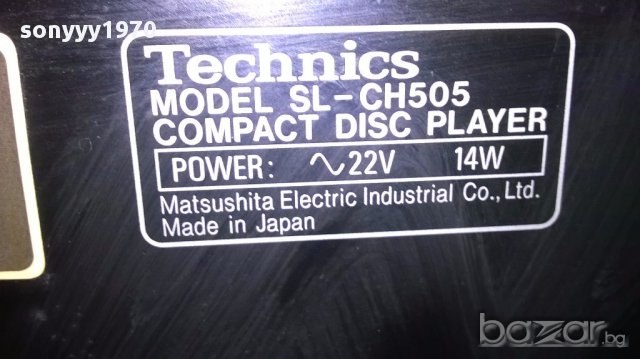 sonyyy1970
Technics
MODEL SL-CH505
COMPACT DISC PLAYER
POWER: ∿22V 14W
Matsushita Electric Industrial Co., Ltd.
Made in Japan
bazar.bg